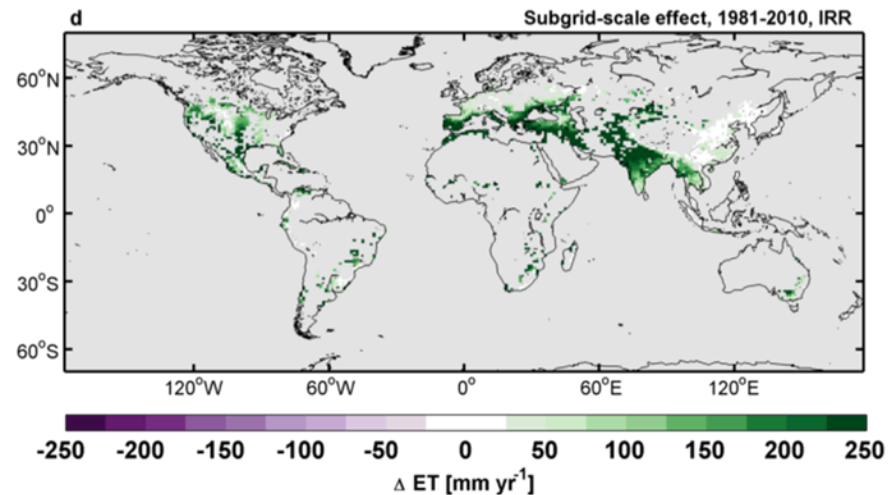 d Subgrid-scale effect, 1981-2010, IRR
60°N
30°N
0°
30°S
60°S
120°W 60°W 0° 60°E 120°E
-250 -200 -150 -100 -50 0 50 100 150 200 250
Δ ET [mm yr⁻¹]